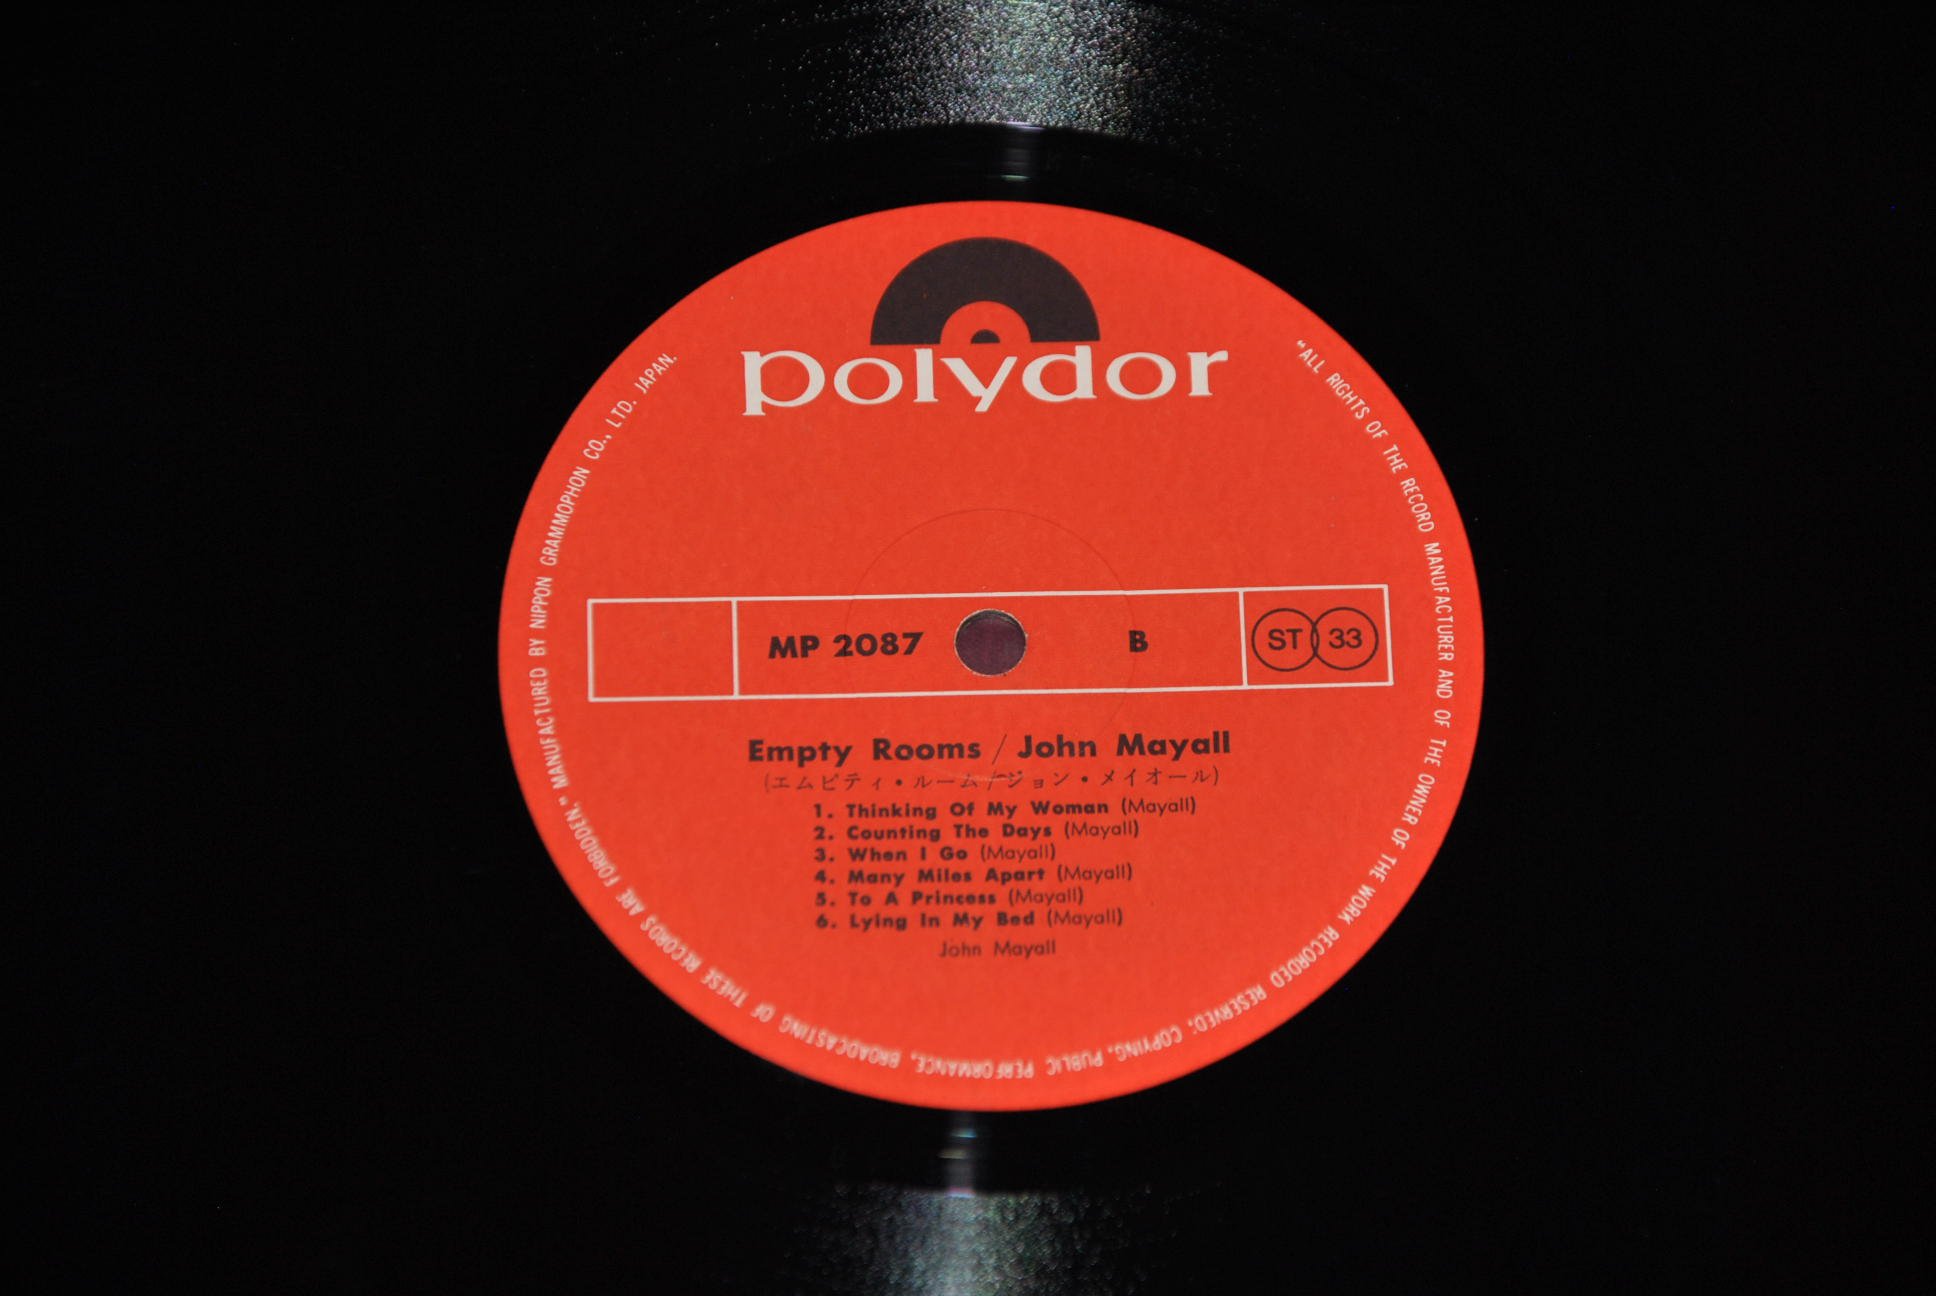 polydor
MP 2087
B
ST 33
Empty Rooms / John Mayall
(エムピティ・ルーム/ジョン・メイオール)
1. Thinking Of My Woman (Mayall)
2. Counting The Days (Mayall)
3. When I Go (Mayall)
4. Many Miles Apart (Mayall)
5. To A Princess (Mayall)
6. Lying In My Bed (Mayall)
John Mayall
"ALL RIGHTS OF THE RECORD MANUFACTURER AND OF THE OWNER OF THE WORK RECORDED RESERVED. COPYING, PUBLIC PERFORMANCE, BROADCASTING OF THESE RECORDS ARE FORBIDDEN." MANUFACTURED BY NIPPON GRAMMOPHON CO., LTD. JAPAN.